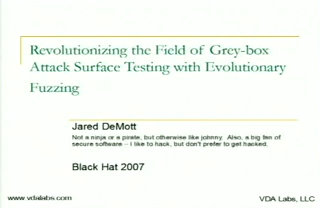 Revolutionizing the Field of Grey-box
Attack Surface Testing with Evolutionary
Fuzzing
Jared DeMott
Not a ninja or a pirate, but otherwise like johnny. Also, a big fan of
secure software – I like to hack, but don't prefer to get hacked.
Black Hat 2007
www.vdalabs.com
VDA Labs, LLC